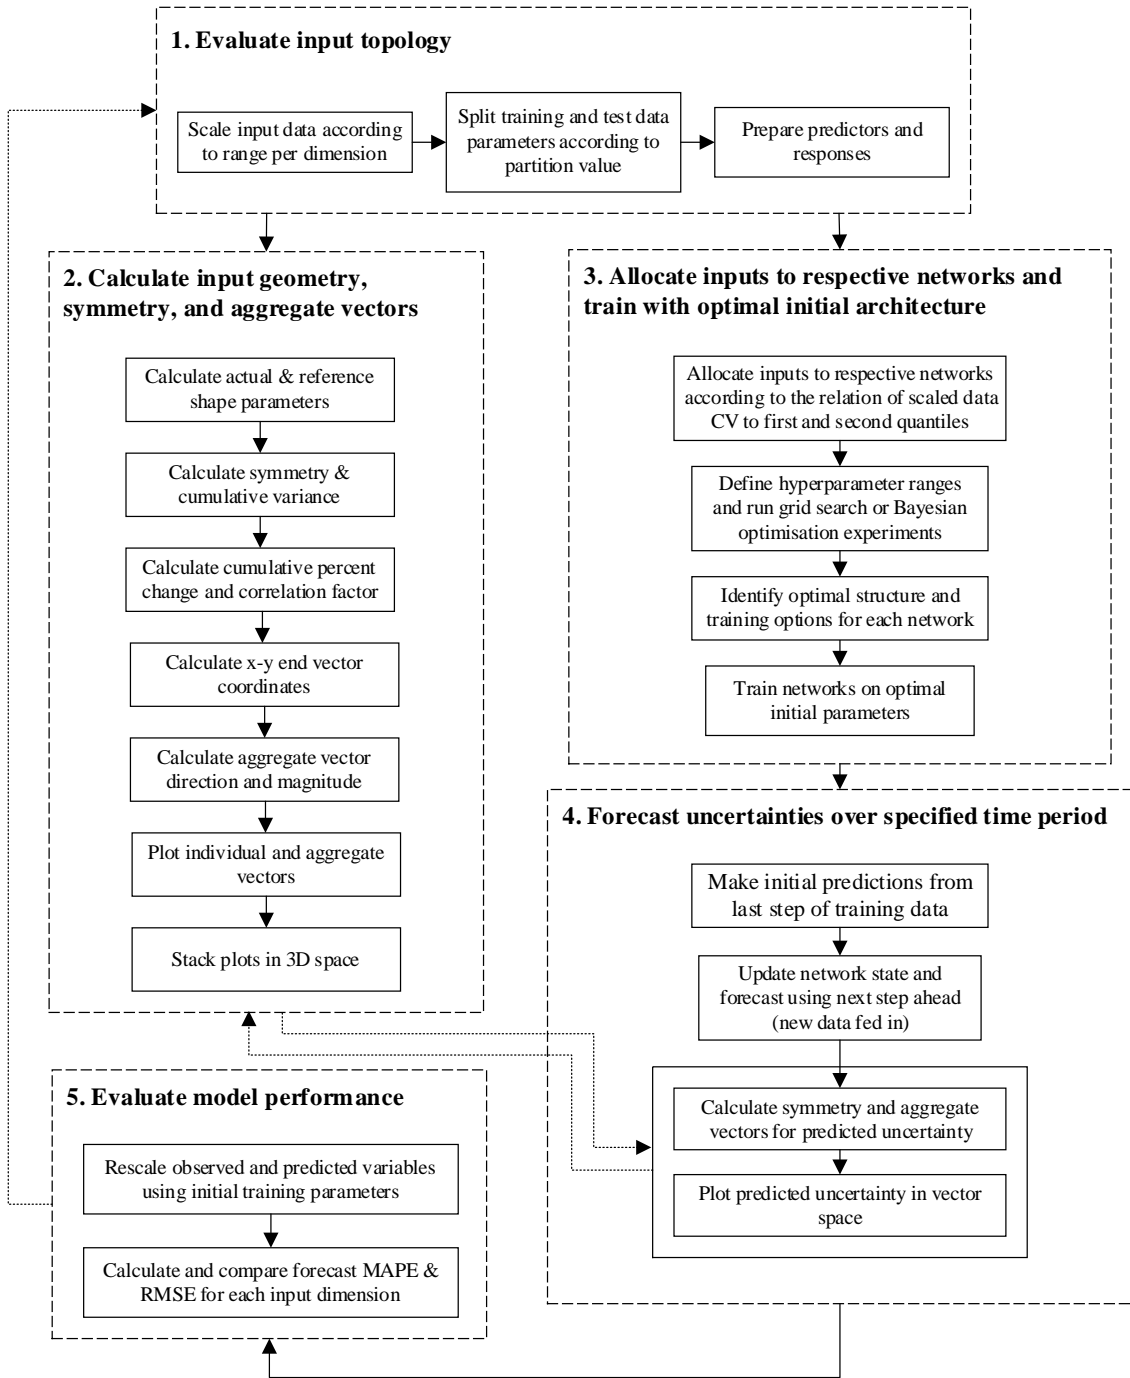 1. Evaluate input topology
Scale input data according
to range per dimension
Split training and test data
parameters according to
partition value
Prepare predictors and
responses
2. Calculate input geometry,
symmetry, and aggregate vectors
Calculate actual & reference
shape parameters
Calculate symmetry &
cumulative variance
Calculate cumulative percent
change and correlation factor
Calculate x-y end vector
coordinates
Calculate aggregate vector
direction and magnitude
Plot individual and aggregate
vectors
Stack plots in 3D space
3. Allocate inputs to respective networks and
train with optimal initial architecture
Allocate inputs to respective networks
according to the relation of scaled data
CV to first and second quantiles
Define hyperparameter ranges
and run grid search or Bayesian
optimisation experiments
Identify optimal structure and
training options for each network
Train networks on optimal
initial parameters
4. Forecast uncertainties over specified time period
Make initial predictions from
last step of training data
Update network state and
forecast using next step ahead
(new data fed in)
Calculate symmetry and aggregate
vectors for predicted uncertainty
Plot predicted uncertainty in vector
space
5. Evaluate model performance
Rescale observed and predicted variables
using initial training parameters
Calculate and compare forecast MAPE &
RMSE for each input dimension